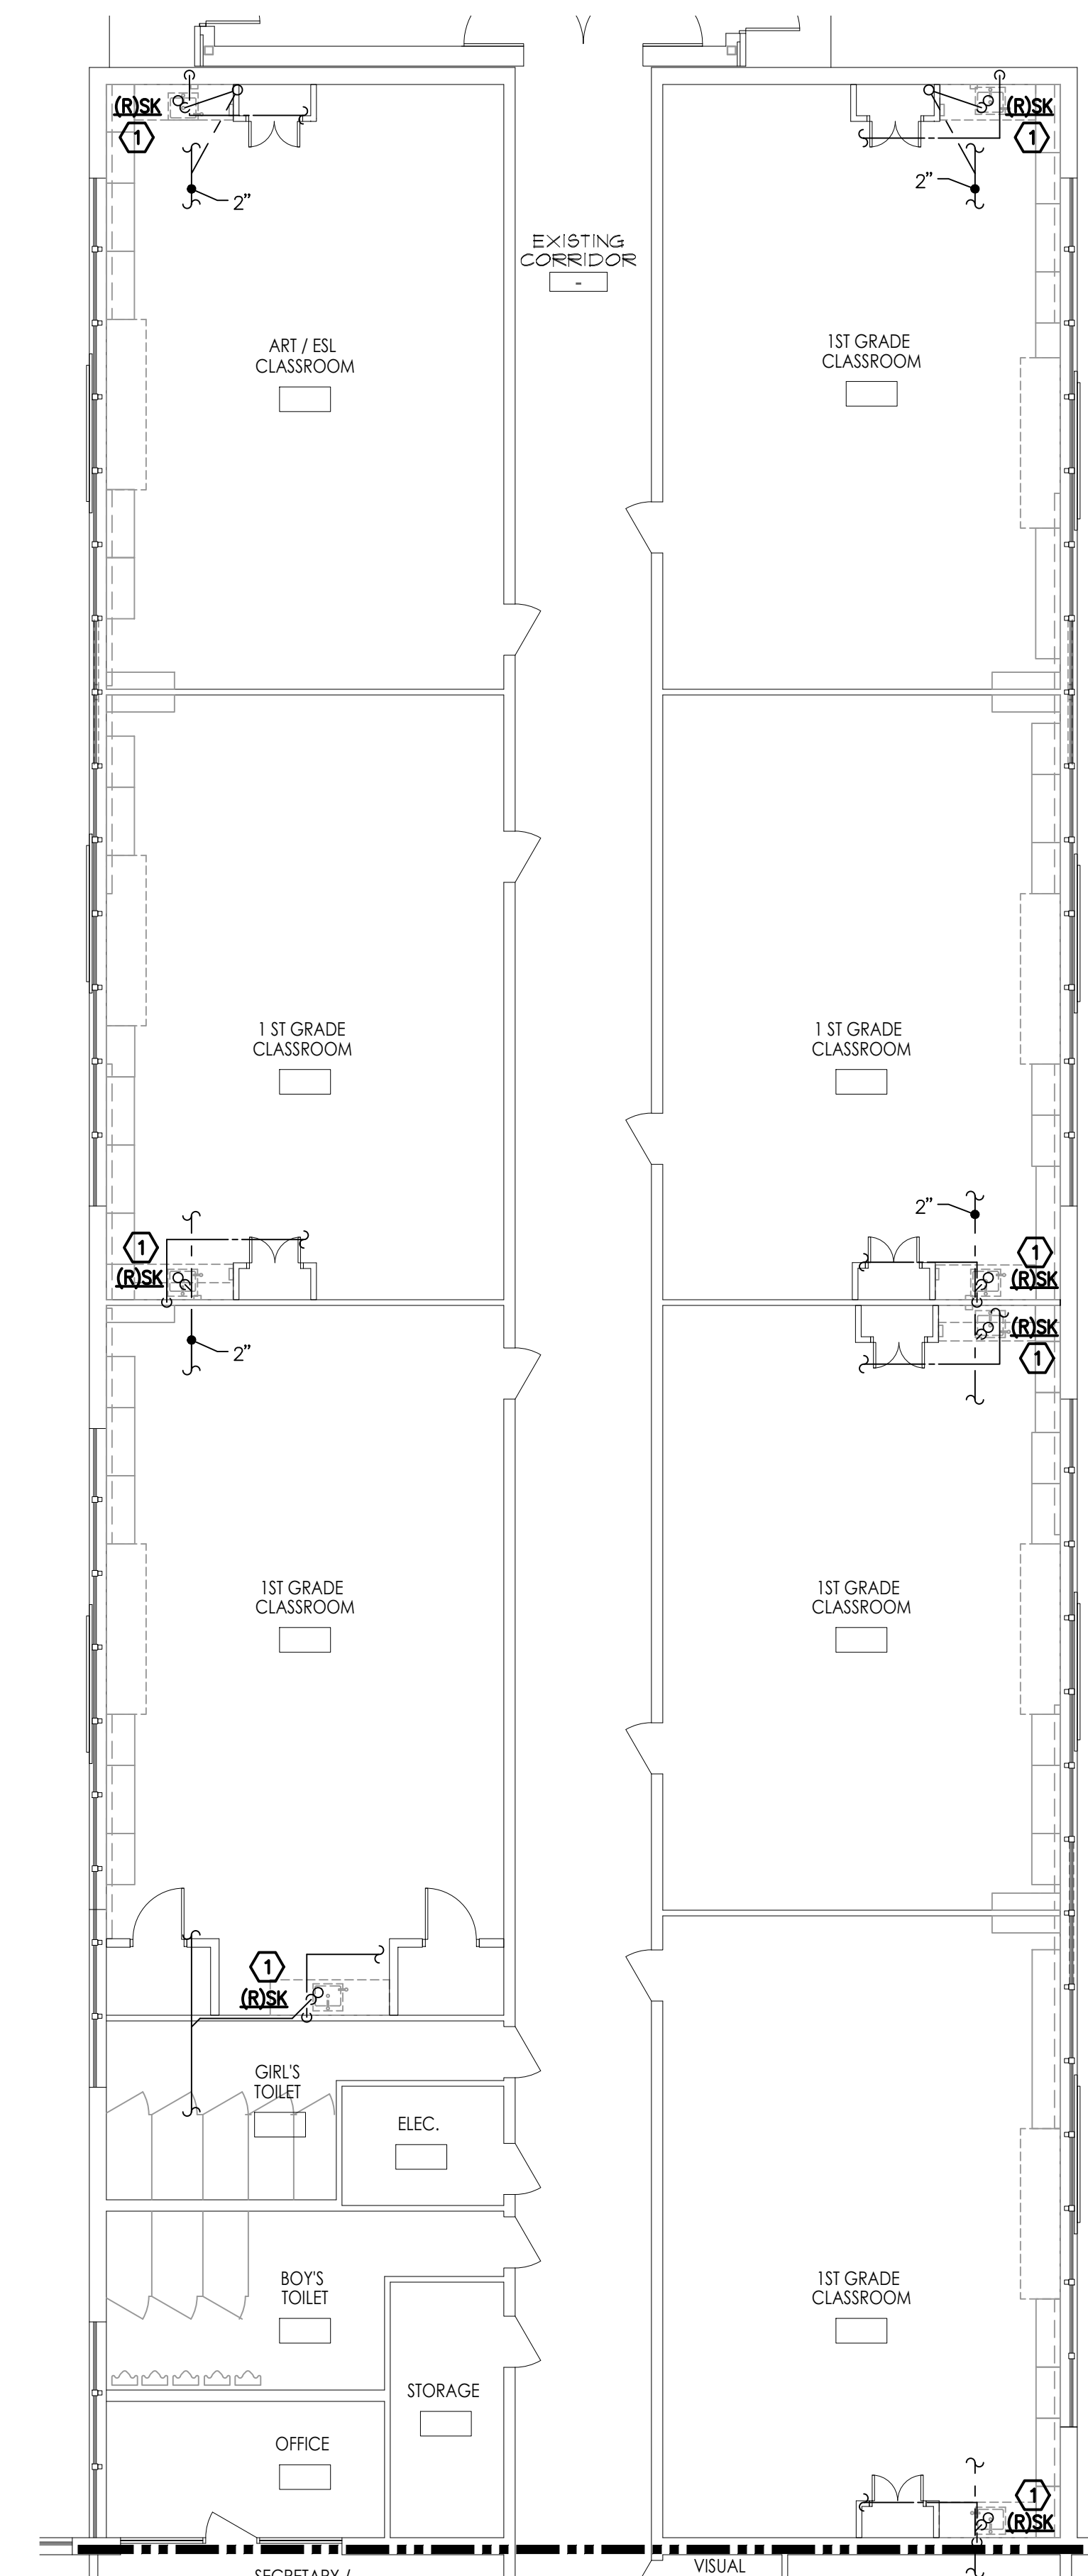 (R)SK
1
2"
(R)SK
1
2"
EXISTING
CORRIDOR
-
ART / ESL
CLASSROOM
1ST GRADE
CLASSROOM
1 ST GRADE
CLASSROOM
1 ST GRADE
CLASSROOM
2"
1
(R)SK
1
(R)SK
(R)SK
1
2"
1ST GRADE
CLASSROOM
1ST GRADE
CLASSROOM
1
(R)SK
GIRL'S
TOILET
ELEC.
BOY'S
TOILET
1ST GRADE
CLASSROOM
STORAGE
OFFICE
1
(R)SK
SECRETARY /
VISUAL